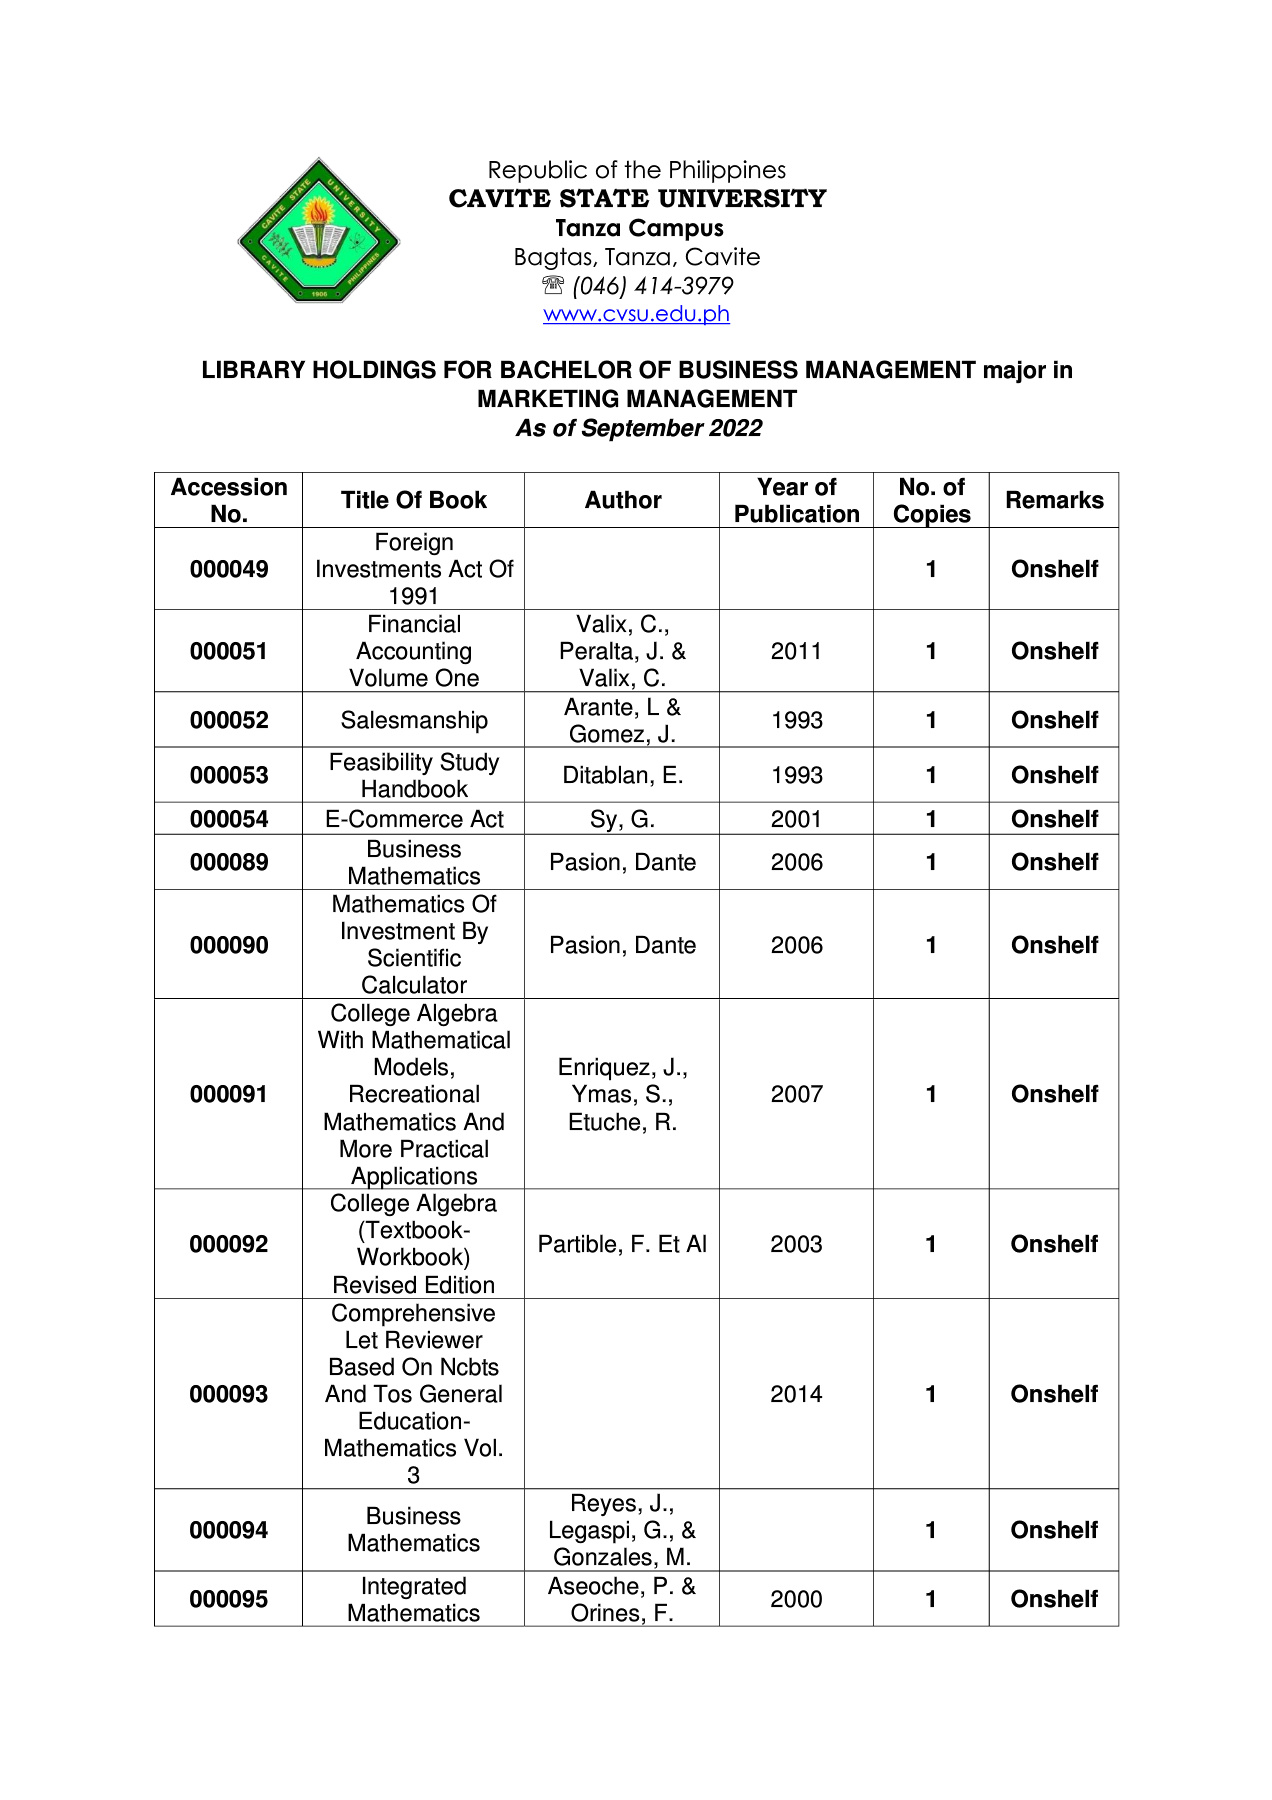 CAVITE STATE UNIVERSITY
CAVITE PHILIPPINES
1906
Republic of the Philippines
CAVITE STATE UNIVERSITY
Tanza Campus
Bagtas, Tanza, Cavite
☏ (046) 414-3979
www.cvsu.edu.ph
LIBRARY HOLDINGS FOR BACHELOR OF BUSINESS MANAGEMENT major in
MARKETING MANAGEMENT
As of September 2022
Accession No. Title Of Book Author Year of Publication No. of Copies Remarks
000049 Foreign Investments Act Of 1991 1 Onshelf
000051 Financial Accounting Volume One Valix, C., Peralta, J. & Valix, C. 2011 1 Onshelf
000052 Salesmanship Arante, L & Gomez, J. 1993 1 Onshelf
000053 Feasibility Study Handbook Ditablan, E. 1993 1 Onshelf
000054 E-Commerce Act Sy, G. 2001 1 Onshelf
000089 Business Mathematics Pasion, Dante 2006 1 Onshelf
000090 Mathematics Of Investment By Scientific Calculator Pasion, Dante 2006 1 Onshelf
000091 College Algebra With Mathematical Models, Recreational Mathematics And More Practical Applications Enriquez, J., Ymas, S., Etuche, R. 2007 1 Onshelf
000092 College Algebra (Textbook-Workbook) Revised Edition Partible, F. Et Al 2003 1 Onshelf
000093 Comprehensive Let Reviewer Based On Ncbts And Tos General Education-Mathematics Vol. 3 2014 1 Onshelf
000094 Business Mathematics Reyes, J., Legaspi, G., & Gonzales, M. 1 Onshelf
000095 Integrated Mathematics Aseoche, P. & Orines, F. 2000 1 Onshelf